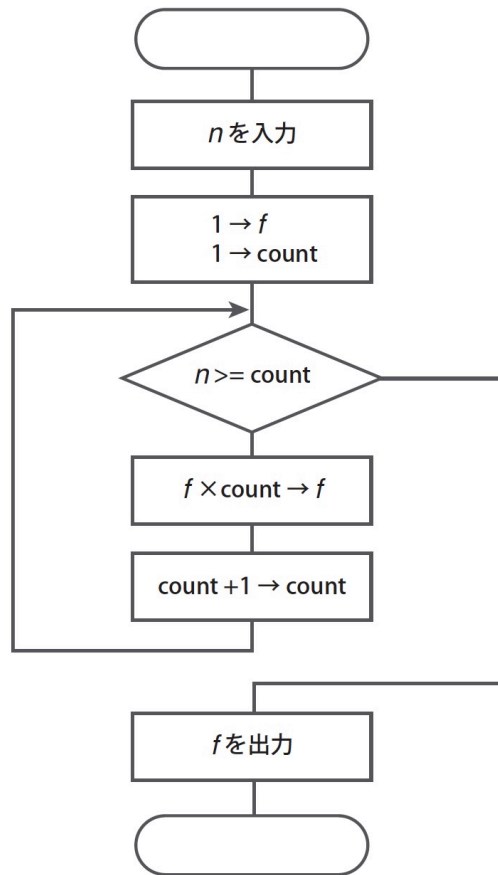 nを入力
1 → f
1 → count
n >= count
f × count → f
count +1 → count
fを出力